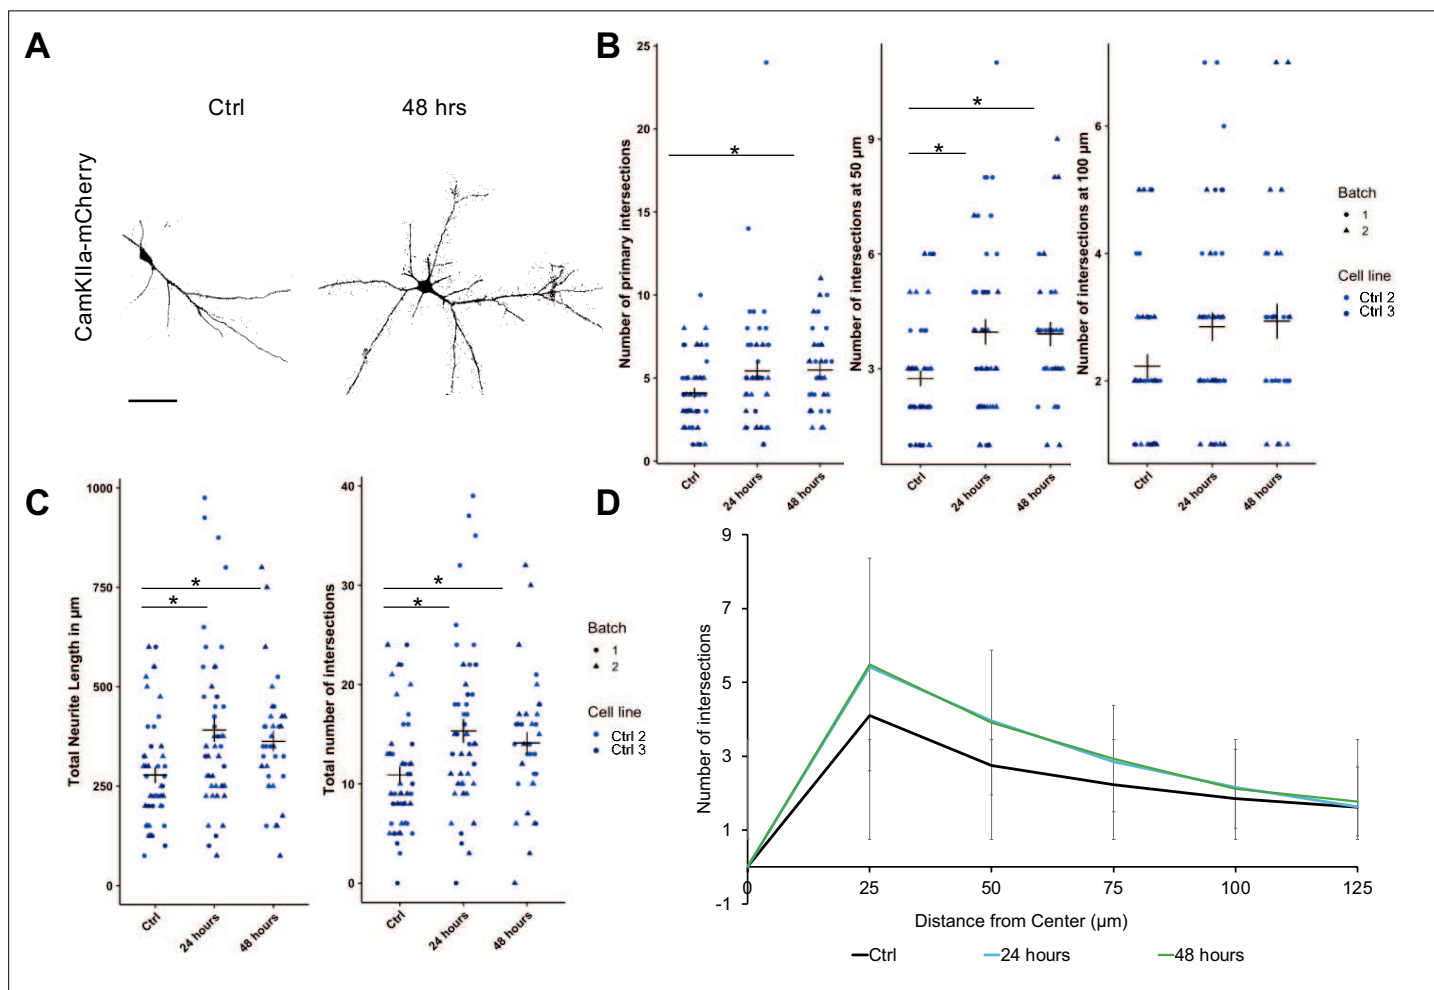 A
Ctrl
48 hrs
CamKIIa-mCherry
B
Number of primary intersections
25
20
15
10
5
0
*
Ctrl
24 hours
48 hours
Number of intersections at 50 µm
9
6
3
*
*
Ctrl
24 hours
48 hours
Number of intersections at 100 µm
6
4
2
Ctrl
24 hours
48 hours
Batch
1
2
Cell line
Ctrl 2
Ctrl 3
C
Total Neurite Length in µm
1000
750
500
250
0
*
*
Ctrl
24 hours
48 hours
Total number of intersections
40
30
20
10
0
*
*
Ctrl
24 hours
48 hours
Batch
1
2
Cell line
Ctrl 2
Ctrl 3
D
Number of intersections
9
7
5
3
1
-1
0
25
50
75
100
125
Distance from Center (µm)
Ctrl
24 hours
48 hours